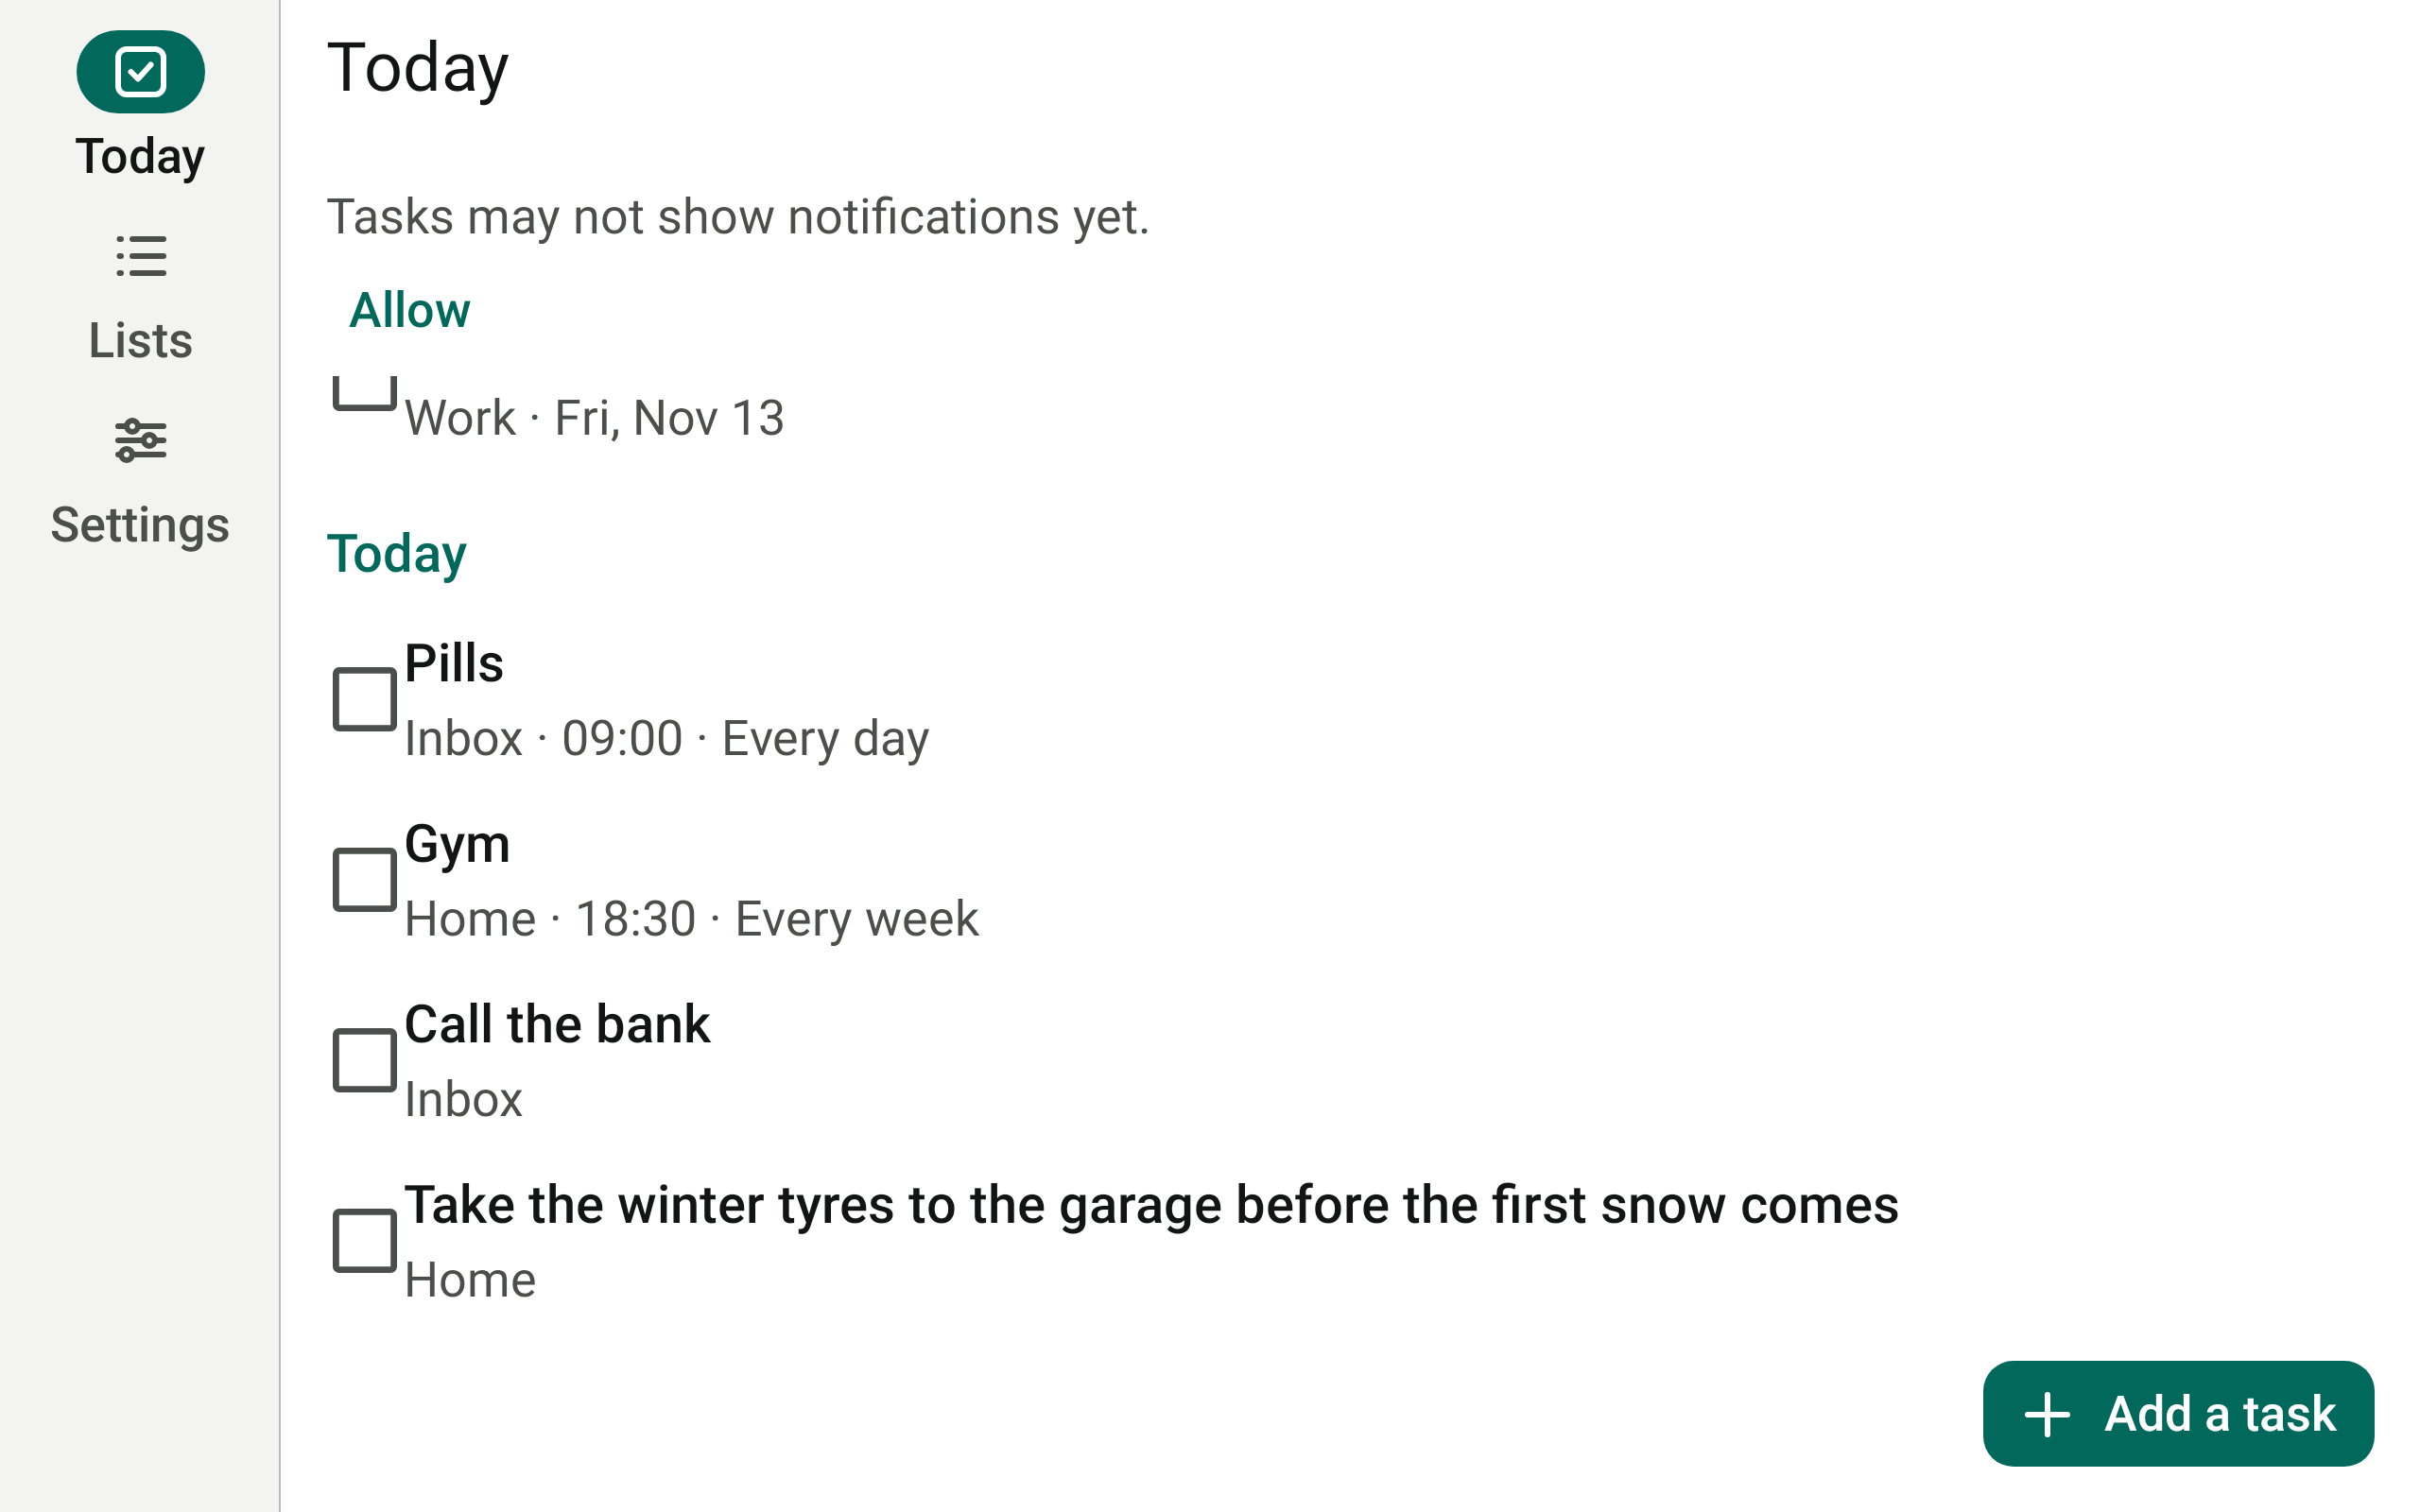 Today
Lists
Settings
Today
Tasks may not show notifications yet.
Allow
Work · Fri, Nov 13
Today
Pills
Inbox · 09:00 · Every day
Gym
Home · 18:30 · Every week
Call the bank
Inbox
Take the winter tyres to the garage before the first snow comes
Home
Add a task